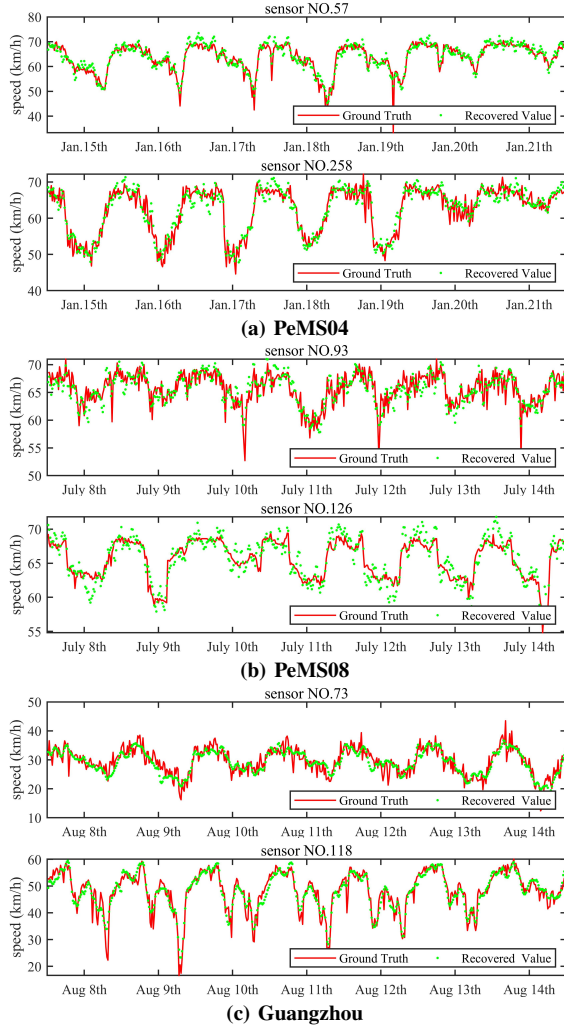 sensor NO.57
speed (km/h)
80
70
60
50
40
Ground Truth Recovered Value
Jan.15th Jan.16th Jan.17th Jan.18th Jan.19th Jan.20th Jan.21th
sensor NO.258
speed (km/h)
70
60
50
40
Ground Truth Recovered Value
Jan.15th Jan.16th Jan.17th Jan.18th Jan.19th Jan.20th Jan.21th
(a) PeMS04
sensor NO.93
speed (km/h)
70
65
60
55
50
Ground Truth Recovered Value
July 8th July 9th July 10th July 11th July 12th July 13th July 14th
sensor NO.126
speed (km/h)
70
65
60
55
Ground Truth Recovered Value
July 8th July 9th July 10th July 11th July 12th July 13th July 14th
(b) PeMS08
sensor NO.73
speed (km/h)
50
40
30
20
10
Ground Truth Recovered Value
Aug 8th Aug 9th Aug 10th Aug 11th Aug 12th Aug 13th Aug 14th
sensor NO.118
speed (km/h)
60
50
40
30
20
Ground Truth Recovered Value
Aug 8th Aug 9th Aug 10th Aug 11th Aug 12th Aug 13th Aug 14th
(c) Guangzhou